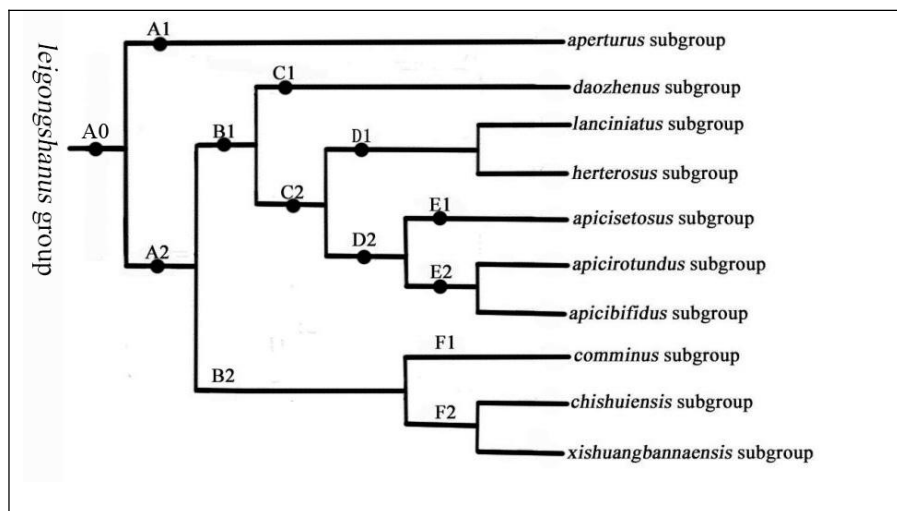 leigongshanus group
A0
A1
aperturus subgroup
C1
daozhenus subgroup
B1
D1
lanciniatus subgroup
herterosus subgroup
C2
E1
apicisetosus subgroup
D2
A2
E2
apicirotundus subgroup
apicibifidus subgroup
F1
comminus subgroup
B2
F2
chishuiensis subgroup
xishuangbannaensis subgroup